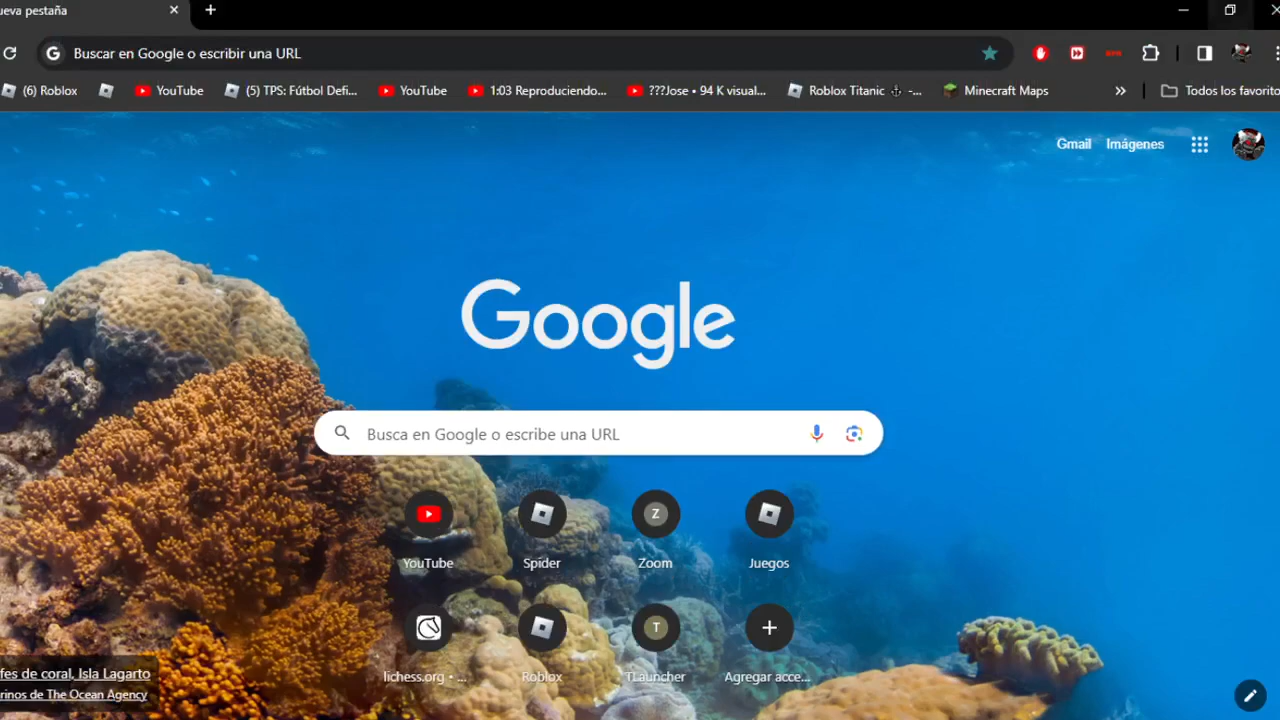 ueva pestaña
Buscar en Google o escribir una URL
(6) Roblox
YouTube
(5) TPS: Fútbol Defi...
YouTube
1:03 Reproduciendo...
???Jose • 94 K visual...
Roblox Titanic ⚓ -...
Minecraft Maps
»
Todos los favorito
Gmail Imágenes
Google
Busca en Google o escribe una URL
YouTube
Spider
Z
Zoom
Juegos
lichess.org • ...
Roblox
T
TLauncher
Agregar acce...
fes de coral, Isla Lagarto
rinos de The Ocean Agency